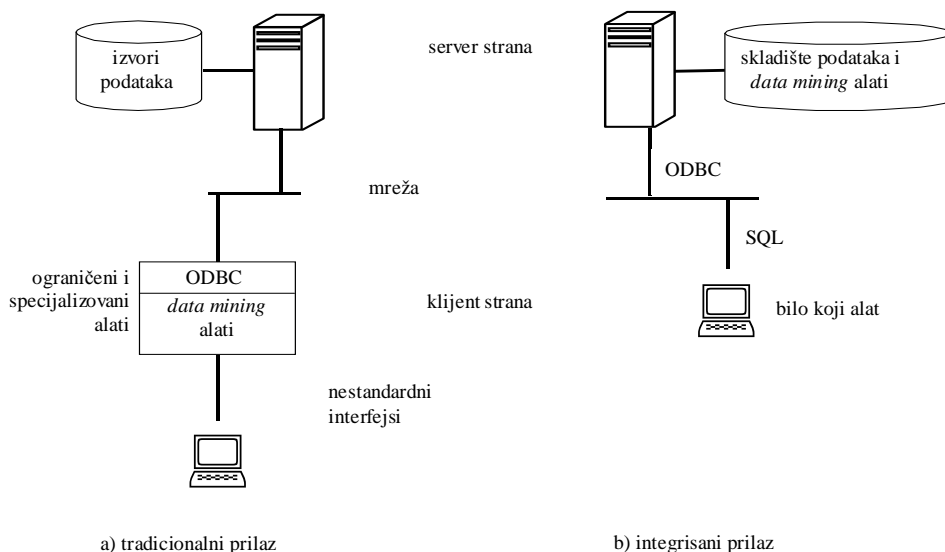 izvori
podataka
server strana
skladište podataka i
data mining alati
ODBC
mreža
SQL
ograničeni i
specijalizovani
alati
ODBC
data mining
alati
klijent strana
bilo koji alat
nestandardni
interfejsi
a) tradicionalni prilaz
b) integrisani prilaz